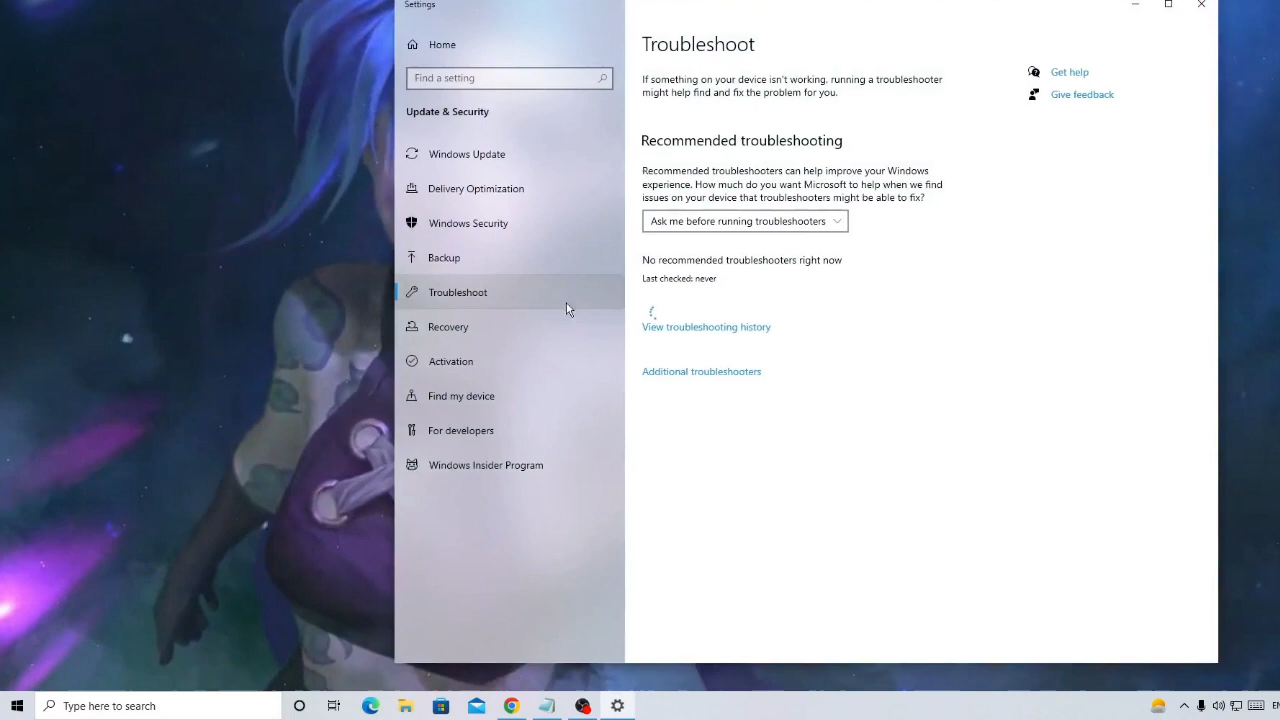 Settings
Home
Find a setting
Update & Security
Windows Update
Delivery Optimization
Windows Security
Backup
Troubleshoot
Recovery
Activation
Find my device
For developers
Windows Insider Program
Troubleshoot
If something on your device isn't working, running a troubleshooter
might help find and fix the problem for you.
Recommended troubleshooting
Recommended troubleshooters can help improve your Windows
experience. How much do you want Microsoft to help when we find
issues on your device that troubleshooters might be able to fix?
Ask me before running troubleshooters
No recommended troubleshooters right now
Last checked: never
View troubleshooting history
Additional troubleshooters
Get help
Give feedback
Type here to search